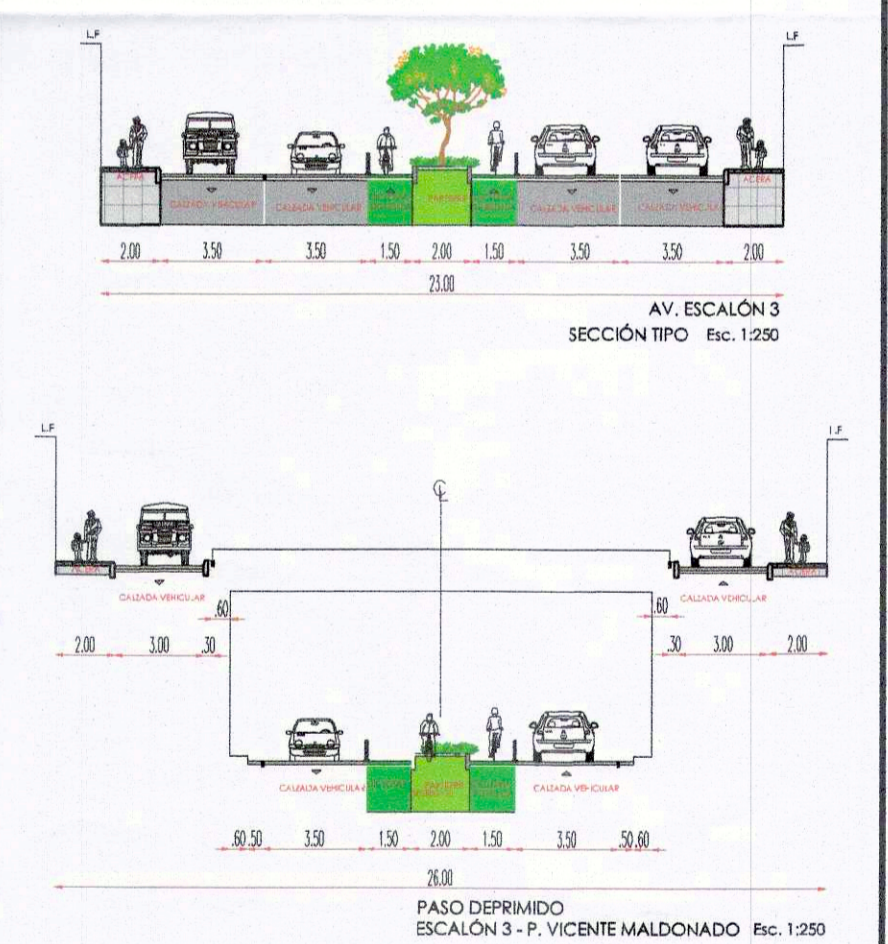 L.F L.F
ACERA CALZADA VEHICULAR CALZADA VEHICULAR PARTERRE CALZADA VEHICULAR CALZADA VEHICULAR ACERA
2.00 3.50 3.50 1.50 2.00 1.50 3.50 3.50 2.00
23.00
AV. ESCALÓN 3
SECCIÓN TIPO Esc. 1:250
L.F L.F
ACERA ACERA
CALZADA VEHICULAR CALZADA VEHICULAR
.60 .60
2.00 3.00 .30 .30 3.00 2.00
CALZADA VEHICULAR PARTERRE CALZADA VEHICULAR
.60 .50 3.50 1.50 2.00 1.50 3.50 .50 .60
26.00
PASO DEPRIMIDO
ESCALÓN 3 - P. VICENTE MALDONADO Esc. 1:250